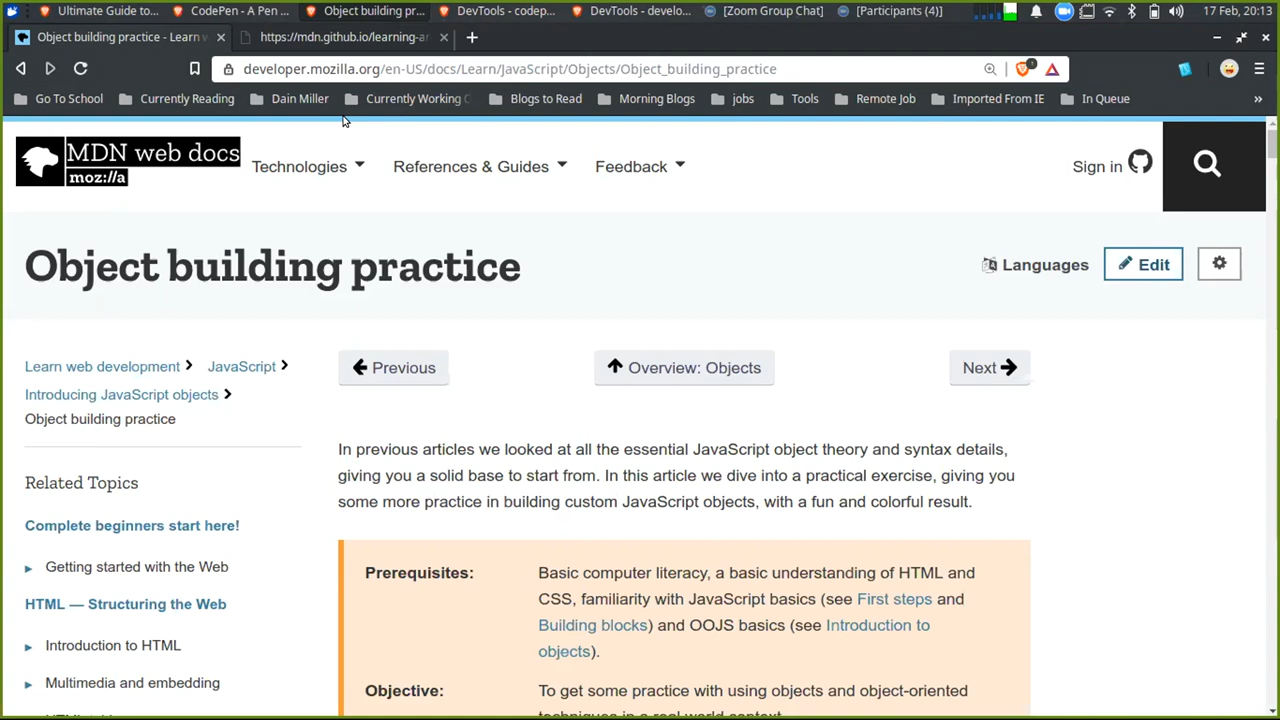 Ultimate Guide to... CodePen - A Pen ... Object building pr... DevTools - codep... DevTools - develo... [Zoom Group Chat] [Participants (4)] 17 Feb, 20:13
Object building practice - Learn https://mdn.github.io/learning-ar
developer.mozilla.org/en-US/docs/Learn/JavaScript/Objects/Object_building_practice
Go To School Currently Reading Dain Miller Currently Working Blogs to Read Morning Blogs jobs Tools Remote Job Imported From IE In Queue »
MDN web docs
moz://a
Technologies References & Guides Feedback Sign in
Object building practice
Languages Edit
Learn web development JavaScript
Introducing JavaScript objects
Object building practice
Previous Overview: Objects Next
In previous articles we looked at all the essential JavaScript object theory and syntax details,
giving you a solid base to start from. In this article we dive into a practical exercise, giving you
some more practice in building custom JavaScript objects, with a fun and colorful result.
Related Topics
Complete beginners start here!
Getting started with the Web
HTML — Structuring the Web
Introduction to HTML
Multimedia and embedding
Prerequisites: Basic computer literacy, a basic understanding of HTML and
CSS, familiarity with JavaScript basics (see First steps and
Building blocks) and OOJS basics (see Introduction to
objects).
Objective: To get some practice with using objects and object-oriented
techniques in a real world context.